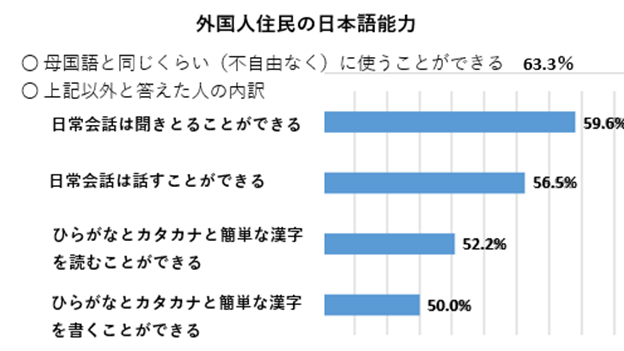 外国人住民の日本語能力
〇 母国語と同じくらい（不自由なく）に使うことができる 63.3%
〇 上記以外と答えた人の内訳
日常会話は聞きとることができる 59.6%
日常会話は話すことができる 56.5%
ひらがなとカタカナと簡単な漢字
を読むことができる 52.2%
ひらがなとカタカナと簡単な漢字
を書くことができる 50.0%